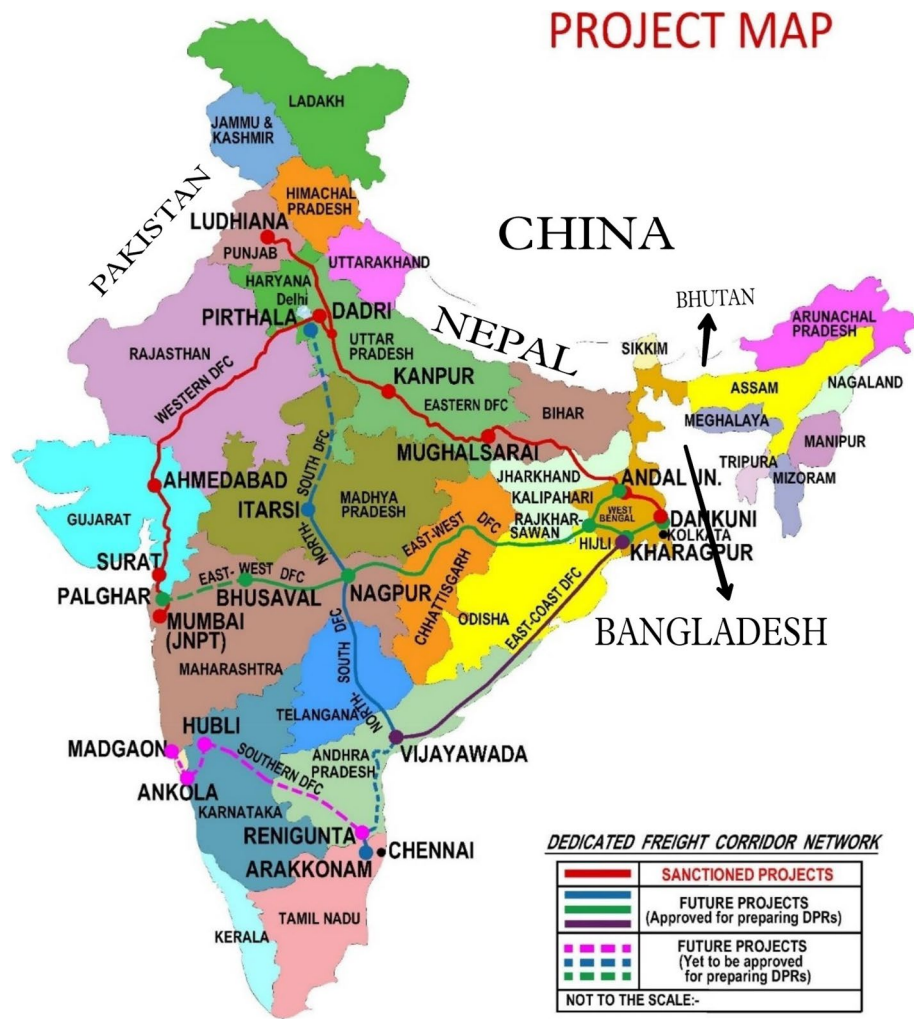 PROJECT MAP
LADAKH
JAMMU &
KASHMIR
HIMACHAL
PRADESH
PAKISTAN
LUDHIANA
PUNJAB
CHINA
UTTARAKHAND
HARYANA
Delhi
PIRTHALA
DADRI
UTTAR
PRADESH
NEPAL
BHUTAN
ARUNACHAL
PRADESH
SIKKIM
RAJASTHAN
WESTERN DFC
KANPUR
EASTERN DFC
BIHAR
ASSAM
NAGALAND
MEGHALAYA
MANIPUR
TRIPURA
MIZORAM
MUGHALSARAI
AHMEDABAD
GUJARAT
NORTH- SOUTH DFC
ITARSI
MADHYA
PRADESH
JHARKHAND
KALIPAHARI
ANDAL JN.
WEST
BENGAL
DANKUNI
KOLKATA
RAJKHAR-
SAWAN
HIJLI
KHARAGPUR
SURAT
PALGHAR
EAST- WEST DFC
BHUSAVAL
NAGPUR
EAST-WEST DFC
CHHATTISGARH
ODISHA
EAST-COAST DFC
BANGLADESH
MUMBAI
(JNPT)
MAHARASHTRA
NORTH- SOUTH DFC
TELANGANA
HUBLI
MADGAON
ANKOLA
SOUTHERN DFC
ANDHRA
PRADESH
VIJAYAWADA
KARNATAKA
RENIGUNTA
ARAKKONAM
CHENNAI
TAMIL NADU
KERALA
DEDICATED FREIGHT CORRIDOR NETWORK
SANCTIONED PROJECTS
FUTURE PROJECTS
(Approved for preparing DPRs)
FUTURE PROJECTS
(Yet to be approved
for preparing DPRs)
NOT TO THE SCALE:-